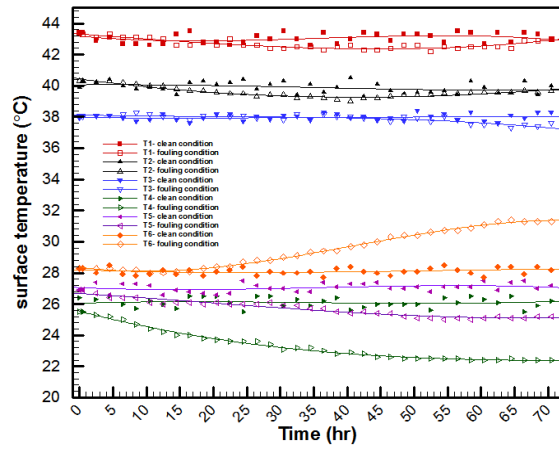 44
42
40
38
36
34
32
30
28
26
24
22
20
surface temperature (°C)
T1- clean condition
T1- fouling condition
T2- clean condition
T2- fouling condition
T3- clean condition
T3- fouling condition
T4- clean condition
T4- fouling condition
T5- clean condition
T5- fouling condition
T6- clean condition
T6- fouling condition
0 5 10 15 20 25 30 35 40 45 50 55 60 65 70
Time (hr)